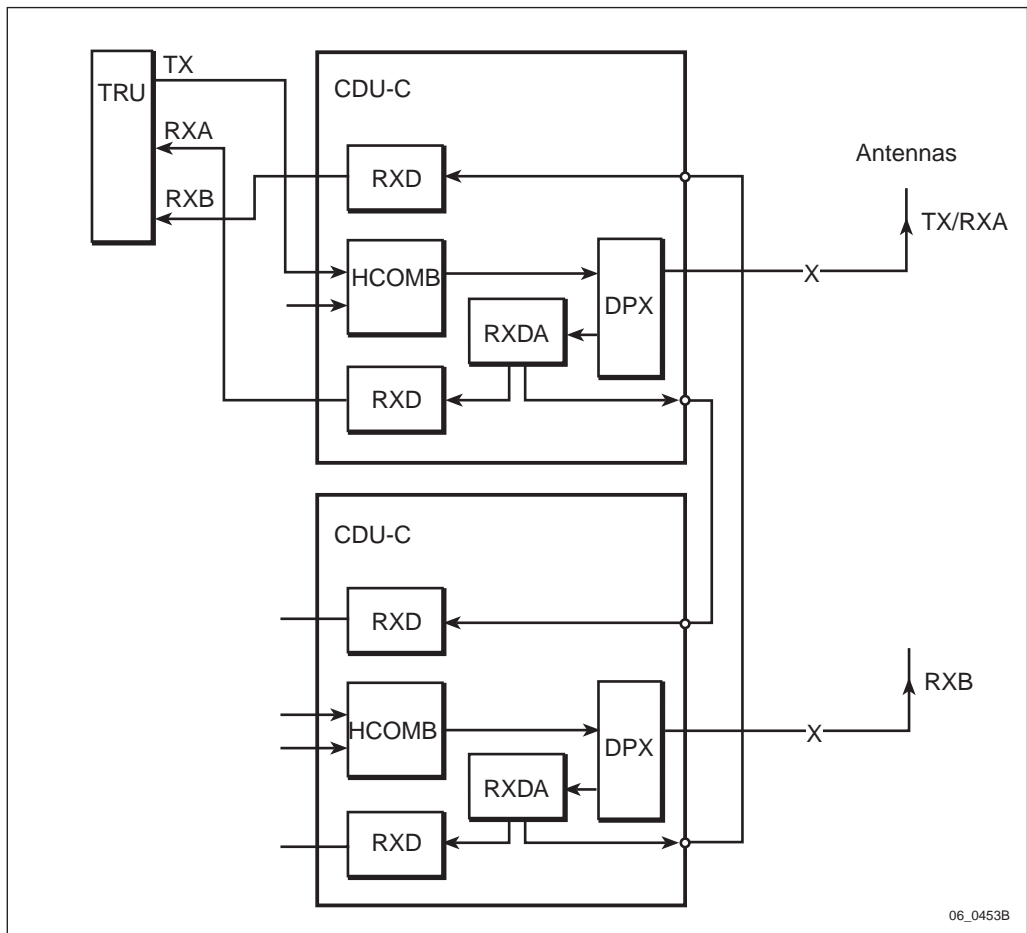 TRU
TX
RXA
RXB
CDU-C
RXD
HCOMB
DPX
RXDA
RXD
Antennas
TX/RXA
X
CDU-C
RXD
HCOMB
DPX
RXDA
RXD
RXB
X
06_0453B